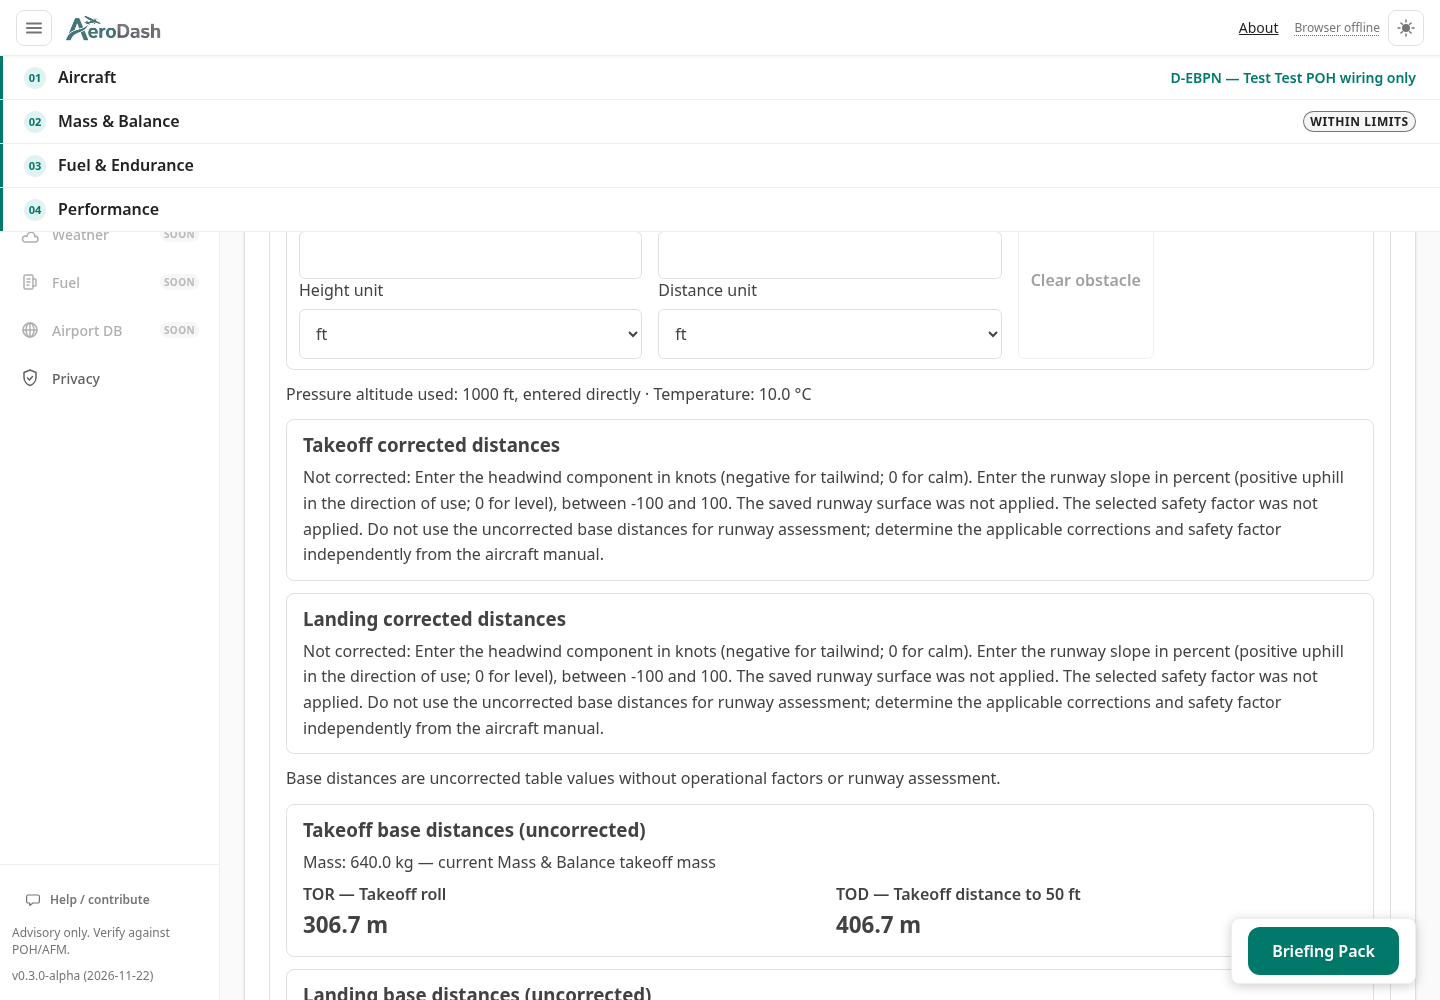 AeroDash
About
Browser offline
01 Aircraft
D-EBPN — Test Test POH wiring only
02 Mass & Balance
WITHIN LIMITS
03 Fuel & Endurance
04 Performance
Weather SOON
Fuel SOON
Airport DB SOON
Privacy
Height unit
Distance unit
Clear obstacle
ft
ft
Pressure altitude used: 1000 ft, entered directly · Temperature: 10.0 °C
Takeoff corrected distances
Not corrected: Enter the headwind component in knots (negative for tailwind; 0 for calm). Enter the runway slope in percent (positive uphill
in the direction of use; 0 for level), between -100 and 100. The saved runway surface was not applied. The selected safety factor was not
applied. Do not use the uncorrected base distances for runway assessment; determine the applicable corrections and safety factor
independently from the aircraft manual.
Landing corrected distances
Not corrected: Enter the headwind component in knots (negative for tailwind; 0 for calm). Enter the runway slope in percent (positive uphill
in the direction of use; 0 for level), between -100 and 100. The saved runway surface was not applied. The selected safety factor was not
applied. Do not use the uncorrected base distances for runway assessment; determine the applicable corrections and safety factor
independently from the aircraft manual.
Base distances are uncorrected table values without operational factors or runway assessment.
Takeoff base distances (uncorrected)
Mass: 640.0 kg — current Mass & Balance takeoff mass
TOR — Takeoff roll
TOD — Takeoff distance to 50 ft
306.7 m
406.7 m
Landing base distances (uncorrected)
Briefing Pack
Help / contribute
Advisory only. Verify against
POH/AFM.
v0.3.0-alpha (2026-11-22)